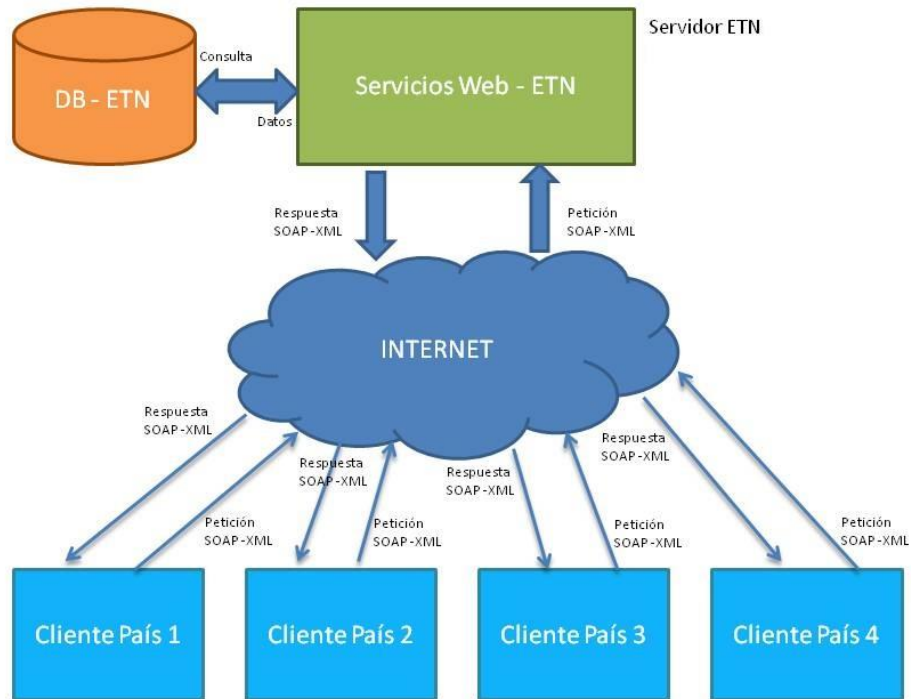 Servidor ETN
Consulta
DB - ETN
Servicios Web - ETN
Datos
Respuesta
SOAP-XML
Petición
SOAP-XML
INTERNET
Respuesta
SOAP-XML
Respuesta
SOAP-XML
Respuesta
SOAP-XML
Respuesta
SOAP-XML
Petición
SOAP-XML
Petición
SOAP-XML
Petición
SOAP-XML
Petición
SOAP-XML
Cliente País 1
Cliente País 2
Cliente País 3
Cliente País 4